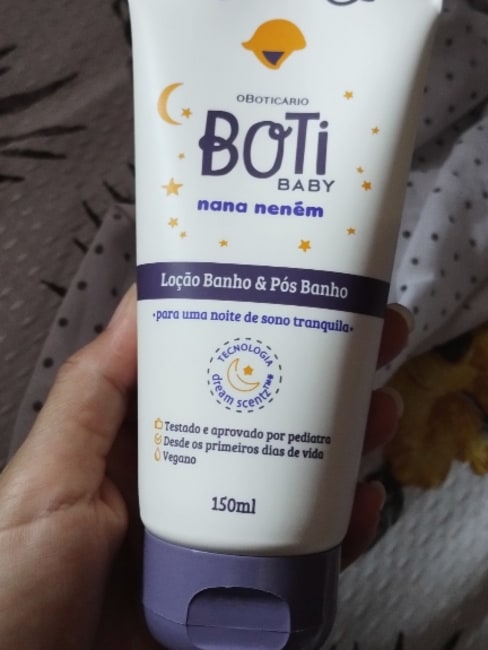 oBOTICÁRIO
BOTi
BABY
nana neném
Loção Banho & Pós Banho
•para uma noite de sono tranquila•
TECNOLOGIA
dream scentz
Testado e aprovado por pediatra
Desde os primeiros dias de vida
Vegano
150ml